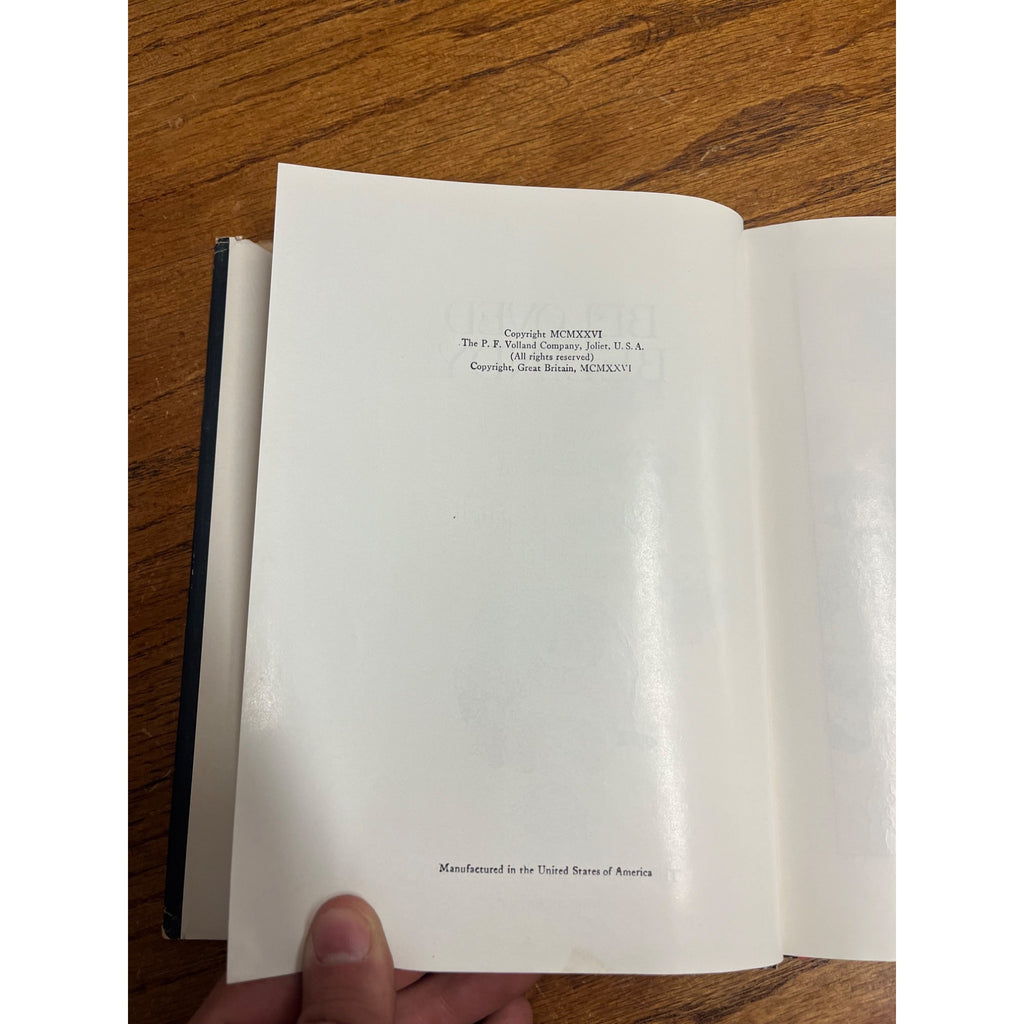 Copyright MCMXXVI
The P. F. Volland Company, Joliet, U. S. A.
(All rights reserved)
Copyright, Great Britain, MCMXXVI
Manufactured in the United States of America